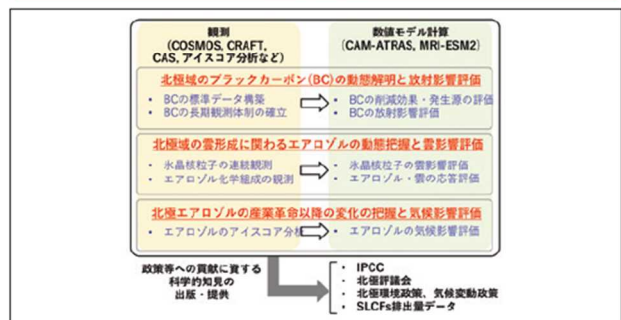 観測
(COSMOS, CRAFT,
CAS, アイスコア分析など)
数値モデル計算
(CAM-ATRAS, MRI-ESM2)
北極域のブラックカーボン(BC)の動態解明と放射影響評価
• BCの標準データ構築
• BCの長期観測体制の確立
• BCの削減効果・発生源の評価
• BCの放射影響評価
北極域の雲形成に関わるエアロゾルの動態把握と雲影響評価
• 氷晶核粒子の連続観測
• エアロゾル化学組成の観測
• 氷晶核粒子の雲影響評価
• エアロゾル・雲の応答評価
北極エアロゾルの産業革命以降の変化の把握と気候影響評価
• エアロゾルのアイスコア分析
• エアロゾルの気候影響評価
政策等への貢献に資する
科学的知見の
出版・提供
• IPCC
• 北極評議会
• 北極環境政策、気候変動政策
• SLCFs排出量データ